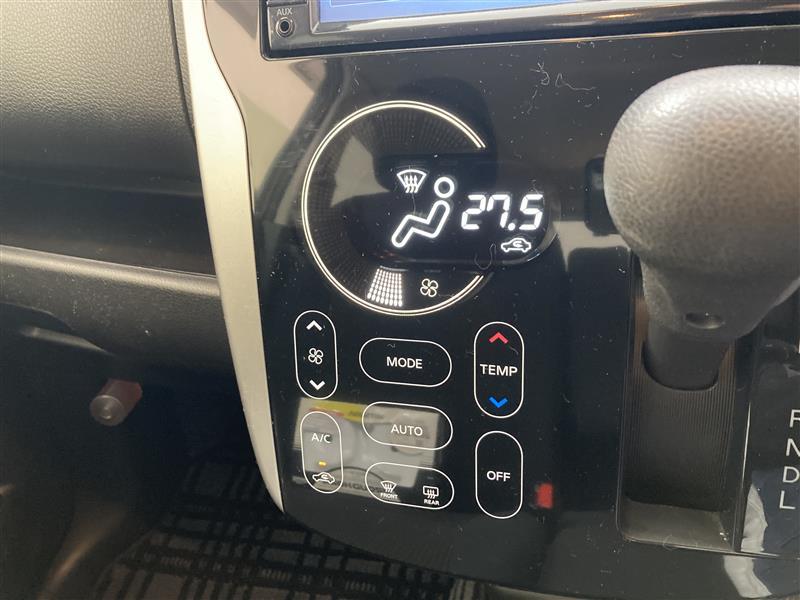 AUX
27.5
MODE
TEMP
A/C
AUTO
OFF
FRONT
REAR
N
D
L